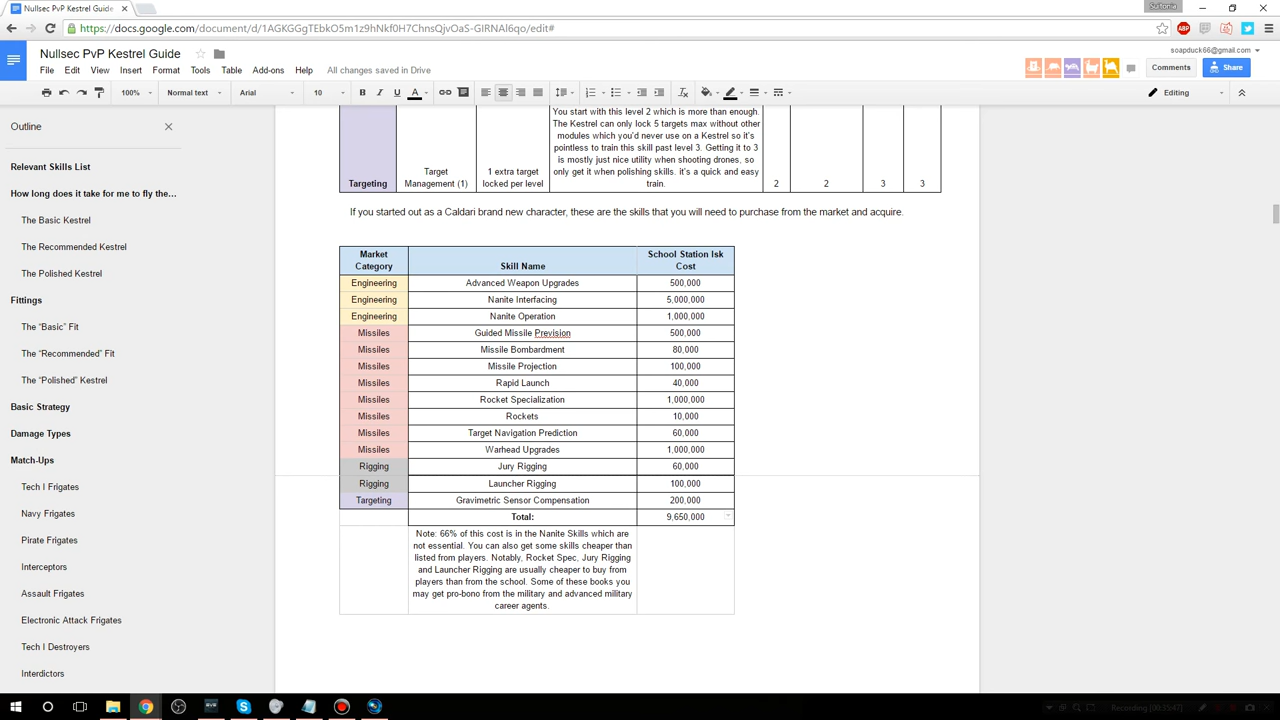 Nullsec PvP Kestrel Guide
Suitonia
https://docs.google.com/document/d/1AGKGGgTEbkO5m1z9hNkf0H7ChnsQjvOaS-GIRNAl6qo/edit#
Nullsec PvP Kestrel Guide
soapduck66@gmail.com
File Edit View Insert Format Tools Table Add-ons Help All changes saved in Drive
Comments Share
100% Normal text Arial 10 B I U A Editing
Outline
Relevant Skills List
How long does it take for me to fly the...
The Basic Kestrel
The Recommended Kestrel
The Polished Kestrel
Fittings
The “Basic” Fit
The “Recommended” Fit
The “Polished” Kestrel
Basic Strategy
Damage Types
Match-Ups
Tech I Frigates
Navy Frigates
Pirate Frigates
Interceptors
Assault Frigates
Electronic Attack Frigates
Tech I Destroyers
Interdictors
You start with this level 2 which is more than enough.
The Kestrel can only lock 5 targets max without other
modules which you'd never use on a Kestrel so it's
pointless to train this skill past level 3. Getting it to 3
is mostly just nice utility when shooting drones, so
only get it when polishing skills. it's a quick and easy
train.
Targeting
Target
Management (1)
1 extra target
locked per level
2 2 3 3
If you started out as a Caldari brand new character, these are the skills that you will need to purchase from the market and acquire.
Market
Category
Skill Name
School Station Isk
Cost
Engineering Advanced Weapon Upgrades 500,000
Engineering Nanite Interfacing 5,000,000
Engineering Nanite Operation 1,000,000
Missiles Guided Missile Prevision 500,000
Missiles Missile Bombardment 80,000
Missiles Missile Projection 100,000
Missiles Rapid Launch 40,000
Missiles Rocket Specialization 1,000,000
Missiles Rockets 10,000
Missiles Target Navigation Prediction 60,000
Missiles Warhead Upgrades 1,000,000
Rigging Jury Rigging 60,000
Rigging Launcher Rigging 100,000
Targeting Gravimetric Sensor Compensation 200,000
Total: 9,650,000
Note: 66% of this cost is in the Nanite Skills which are
not essential. You can also get some skills cheaper than
listed from players. Notably, Rocket Spec, Jury Rigging
and Launcher Rigging are usually cheaper to buy from
players than from the school. Some of these books you
may get pro-bono from the military and advanced military
career agents.
Recording [00:15:47]